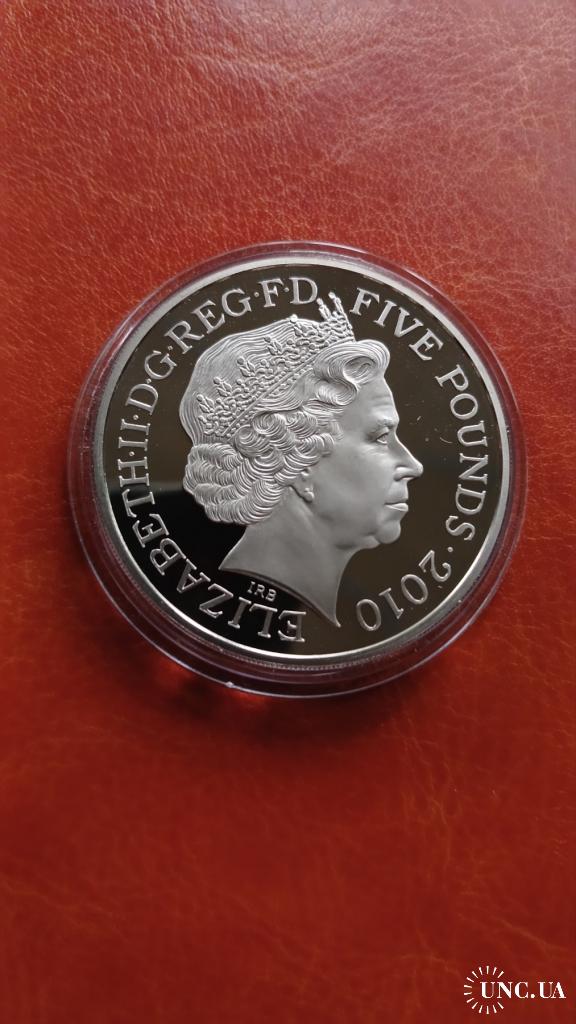 ELIZABETH·II·D·G·REG·F·D
FIVE POUNDS·2010
IRB
UNC.UA